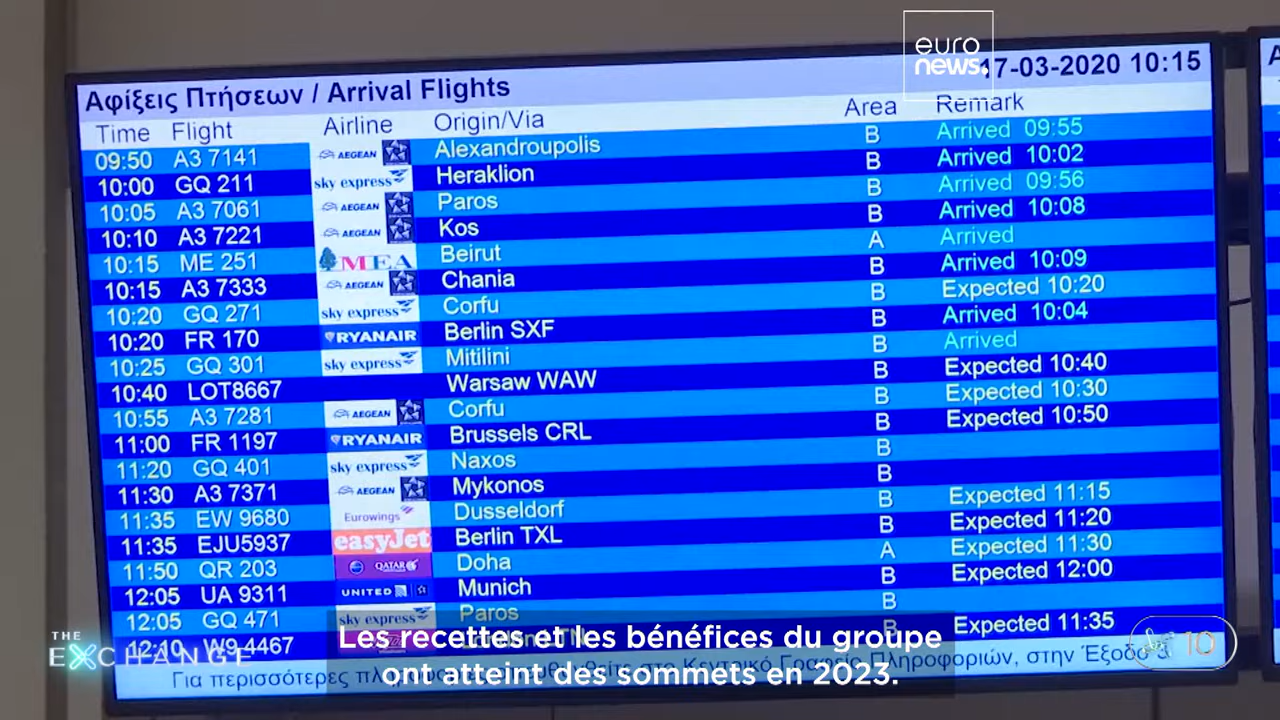 euro
news.
Αφίξεις Πτήσεων / Arrival Flights 17-03-2020 10:15
Time Flight Airline Origin/Via Area Remark
09:50 A3 7141 AEGEAN Alexandroupolis B Arrived 09:55
10:00 GQ 211 sky express Heraklion B Arrived 10:02
10:05 A3 7061 AEGEAN Paros B Arrived 09:56
10:10 A3 7221 AEGEAN Kos B Arrived 10:08
10:15 ME 251 MEA Beirut A Arrived
10:15 A3 7333 AEGEAN Chania B Arrived 10:09
10:20 GQ 271 sky express Corfu B Expected 10:20
10:20 FR 170 RYANAIR Berlin SXF B Arrived 10:04
10:25 GQ 301 sky express Mitilini B Arrived
10:40 LOT8667 Warsaw WAW B Expected 10:40
10:55 A3 7281 AEGEAN Corfu B Expected 10:30
11:00 FR 1197 RYANAIR Brussels CRL B Expected 10:50
11:20 GQ 401 sky express Naxos B
11:30 A3 7371 AEGEAN Mykonos B
11:35 EW 9680 Eurowings Dusseldorf B Expected 11:15
11:35 EJU5937 easyJet Berlin TXL B Expected 11:20
11:50 QR 203 QATAR Doha A Expected 11:30
12:05 UA 9311 UNITED Munich B Expected 12:00
12:05 GQ 471 sky express Paros B
12:10 W9 4467 B Expected 11:35
Για περισσότερες Κεντρικό Πληροφοριών, στην Έξοδο
THE
EXCHANGE
Les recettes et les bénéfices du groupe
ont atteint des sommets en 2023.
10